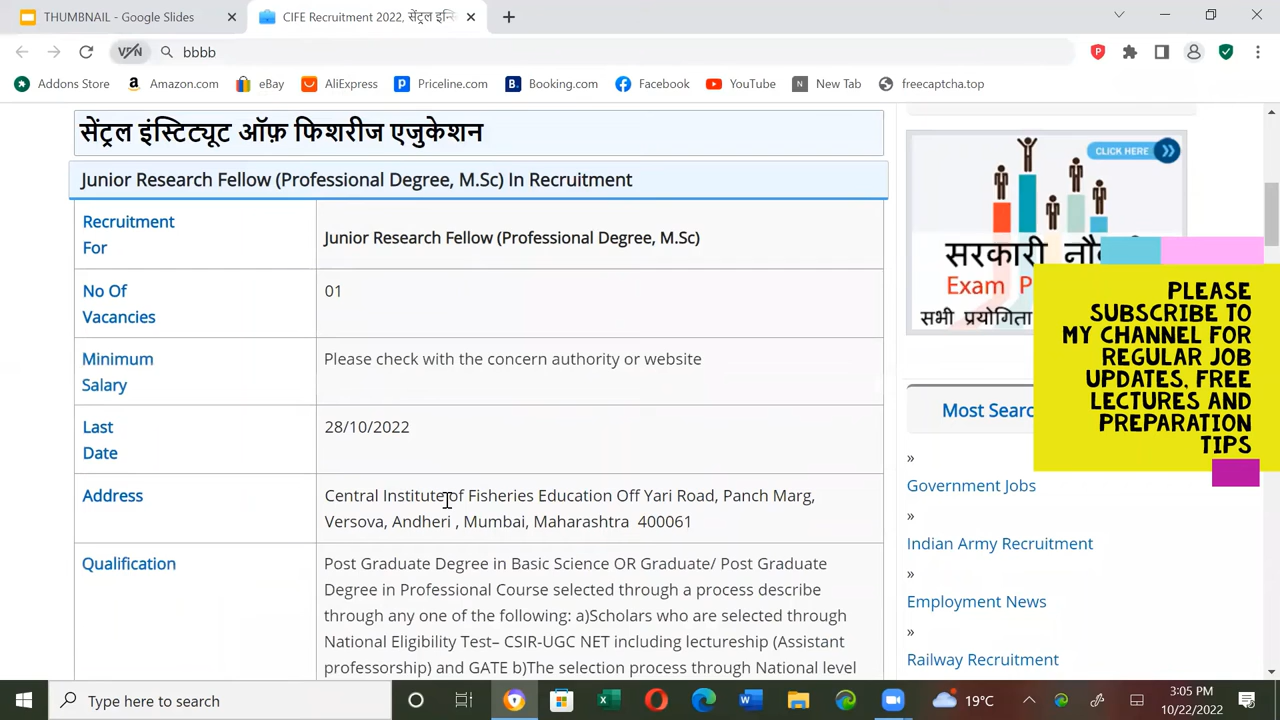 THUMBNAIL - Google Slides
CIFE Recruitment 2022, सेंट्रल इन्
bbbb
Addons Store
Amazon.com
eBay
AliExpress
Priceline.com
Booking.com
Facebook
YouTube
New Tab
freecaptcha.top
सेंट्रल इंस्टिट्यूट ऑफ़ फिशरीज एजुकेशन
Junior Research Fellow (Professional Degree, M.Sc) In Recruitment
Recruitment
For
Junior Research Fellow (Professional Degree, M.Sc)
No Of
Vacancies
01
Minimum
Salary
Please check with the concern authority or website
Last
Date
28/10/2022
Address
Central Institute of Fisheries Education Off Yari Road, Panch Marg,
Versova, Andheri , Mumbai, Maharashtra 400061
Qualification
Post Graduate Degree in Basic Science OR Graduate/ Post Graduate
Degree in Professional Course selected through a process describe
through any one of the following: a)Scholars who are selected through
National Eligibility Test– CSIR-UGC NET including lectureship (Assistant
professorship) and GATE b)The selection process through National level
CLICK HERE
सरकारी
Exam P
सभी प्रयोगिता
PLEASE
SUBSCRIBE TO
MY CHANNEL FOR
REGULAR JOB
UPDATES, FREE
LECTURES AND
PREPARATION
TIPS
Most Searc
»
Government Jobs
»
Indian Army Recruitment
»
Employment News
»
Railway Recruitment
Type here to search
19°C
3:05 PM
10/22/2022